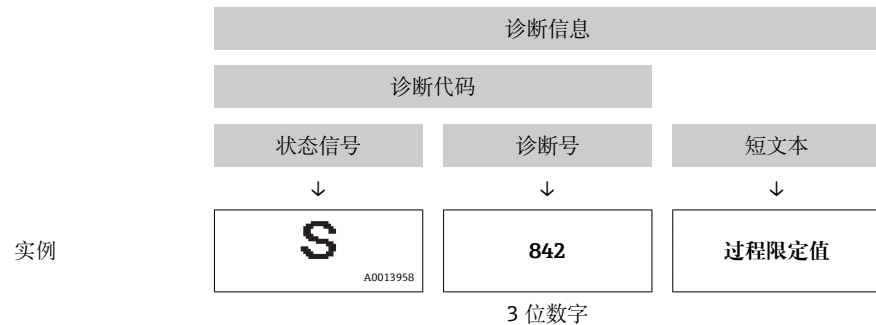 诊断信息
诊断代码
状态信号 诊断号 短文本
↓ ↓ ↓
实例 S 842 过程限定值
A0013958
3 位数字